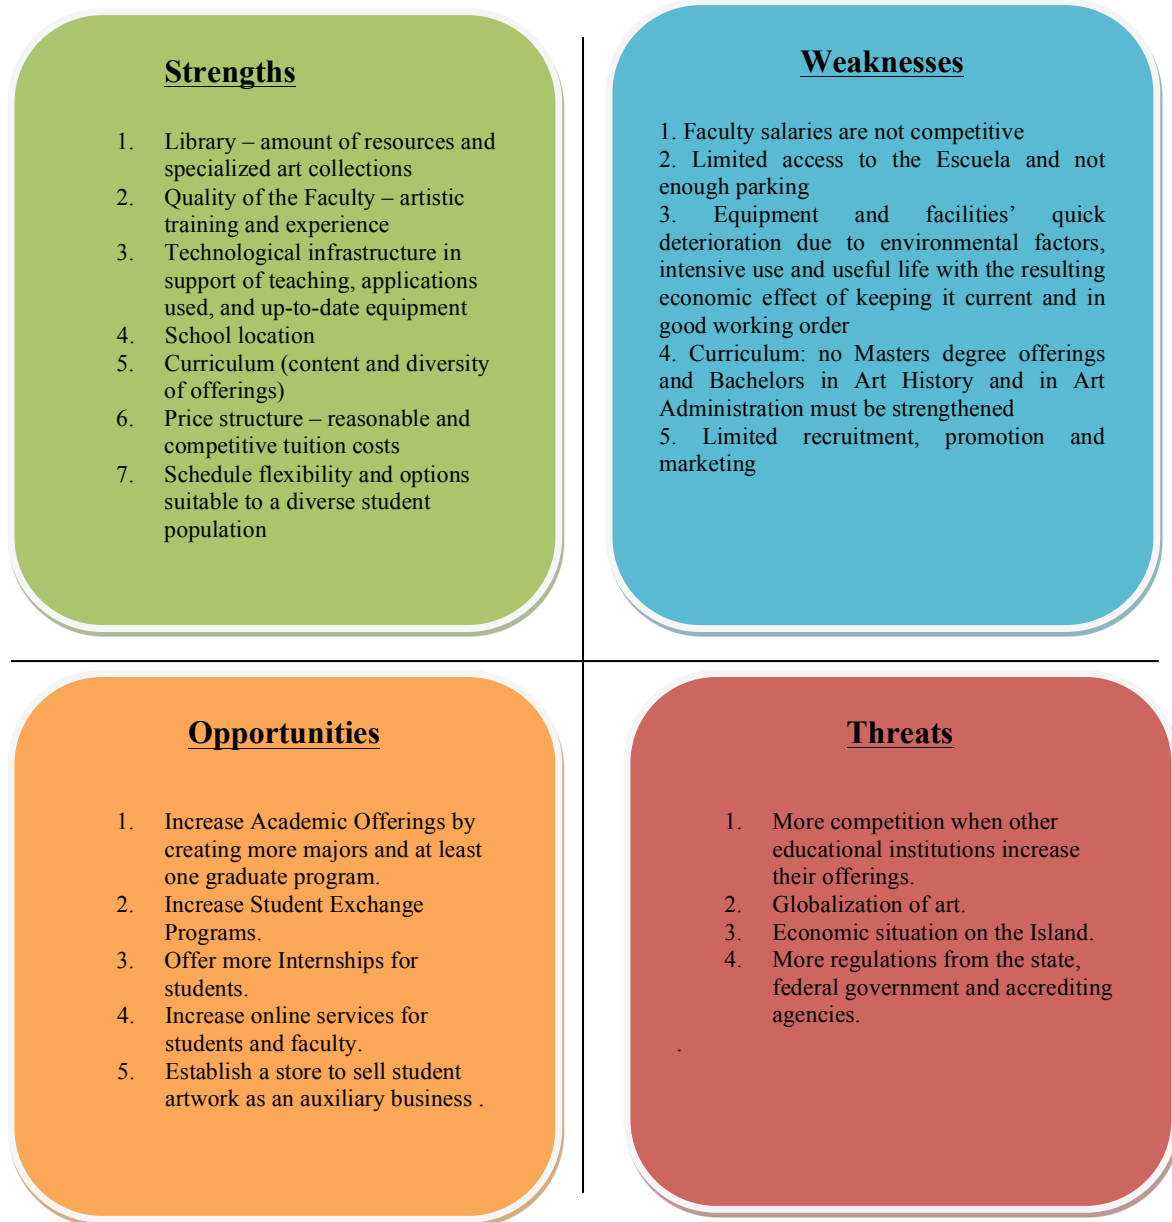 Strengths
1. Library – amount of resources and
specialized art collections
2. Quality of the Faculty – artistic
training and experience
3. Technological infrastructure in
support of teaching, applications
used, and up-to-date equipment
4. School location
5. Curriculum (content and diversity
of offerings)
6. Price structure – reasonable and
competitive tuition costs
7. Schedule flexibility and options
suitable to a diverse student
population
Weaknesses
1. Faculty salaries are not competitive
2. Limited access to the Escuela and not
enough parking
3. Equipment and facilities’ quick
deterioration due to environmental factors,
intensive use and useful life with the resulting
economic effect of keeping it current and in
good working order
4. Curriculum: no Masters degree offerings
and Bachelors in Art History and in Art
Administration must be strengthened
5. Limited recruitment, promotion and
marketing
Opportunities
1. Increase Academic Offerings by
creating more majors and at least
one graduate program.
2. Increase Student Exchange
Programs.
3. Offer more Internships for
students.
4. Increase online services for
students and faculty.
5. Establish a store to sell student
artwork as an auxiliary business .
Threats
1. More competition when other
educational institutions increase
their offerings.
2. Globalization of art.
3. Economic situation on the Island.
4. More regulations from the state,
federal government and accrediting
agencies.
.